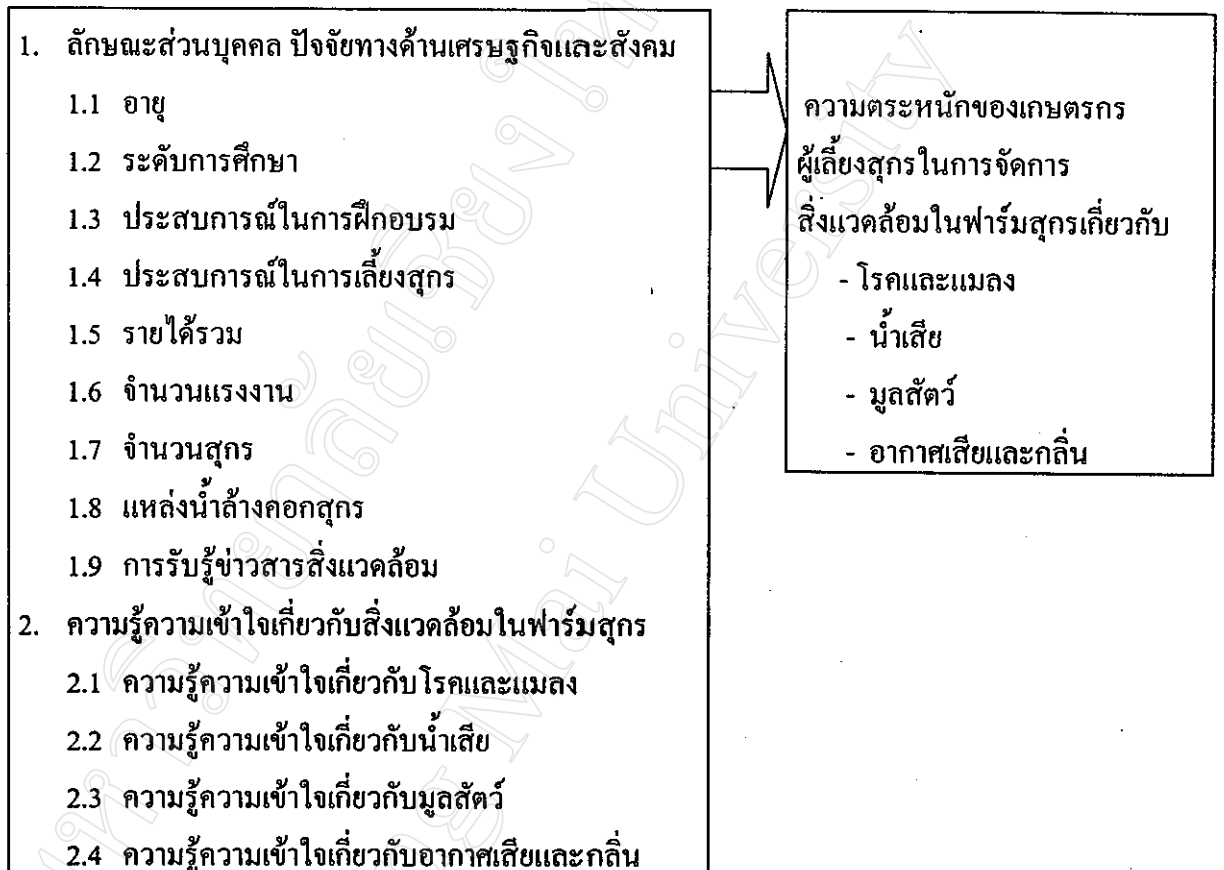 1. ลักษณะส่วนบุคคล ปัจจัยทางด้านเศรษฐกิจและสังคม
1.1 อายุ
1.2 ระดับการศึกษา
1.3 ประสบการณ์ในการฝึกอบรม
1.4 ประสบการณ์ในการเลี้ยงสุกร
1.5 รายได้รวม
1.6 จำนวนแรงงาน
1.7 จำนวนสุกร
1.8 แหล่งน้ำล้างคอกสุกร
1.9 การรับรู้ข่าวสารสิ่งแวดล้อม
2. ความรู้ความเข้าใจเกี่ยวกับสิ่งแวดล้อมในฟาร์มสุกร
2.1 ความรู้ความเข้าใจเกี่ยวกับโรคและแมลง
2.2 ความรู้ความเข้าใจเกี่ยวกับน้ำเสีย
2.3 ความรู้ความเข้าใจเกี่ยวกับมูลสัตว์
2.4 ความรู้ความเข้าใจเกี่ยวกับอากาศเสียและกลิ่น
ความตระหนักของเกษตรกร
ผู้เลี้ยงสุกรในการจัดการ
สิ่งแวดล้อมในฟาร์มสุกรเกี่ยวกับ
- โรคและแมลง
- น้ำเสีย
- มูลสัตว์
- อากาศเสียและกลิ่น
Mai University